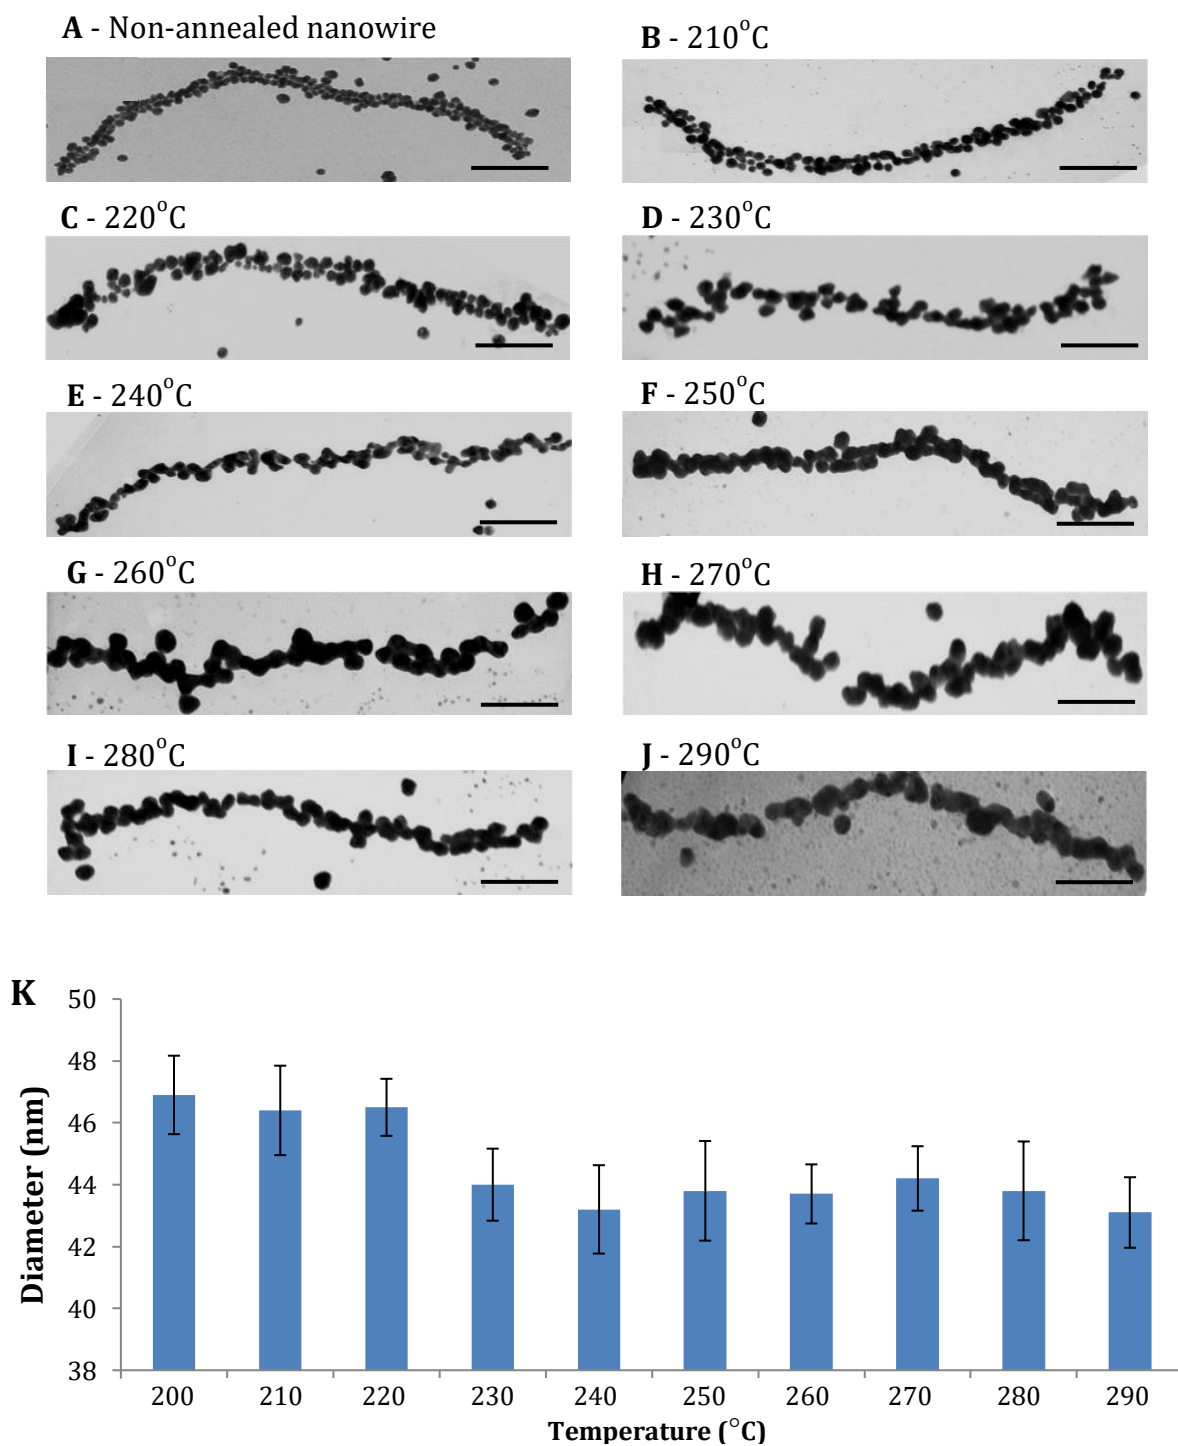 A - Non-annealed nanowire
B - 210°C
C - 220°C
D - 230°C
E - 240°C
F - 250°C
G - 260°C
H - 270°C
I - 280°C
J - 290°C
K
50
48
46
44
42
40
38
Diameter (nm)
200 210 220 230 240 250 260 270 280 290
Temperature (°C)